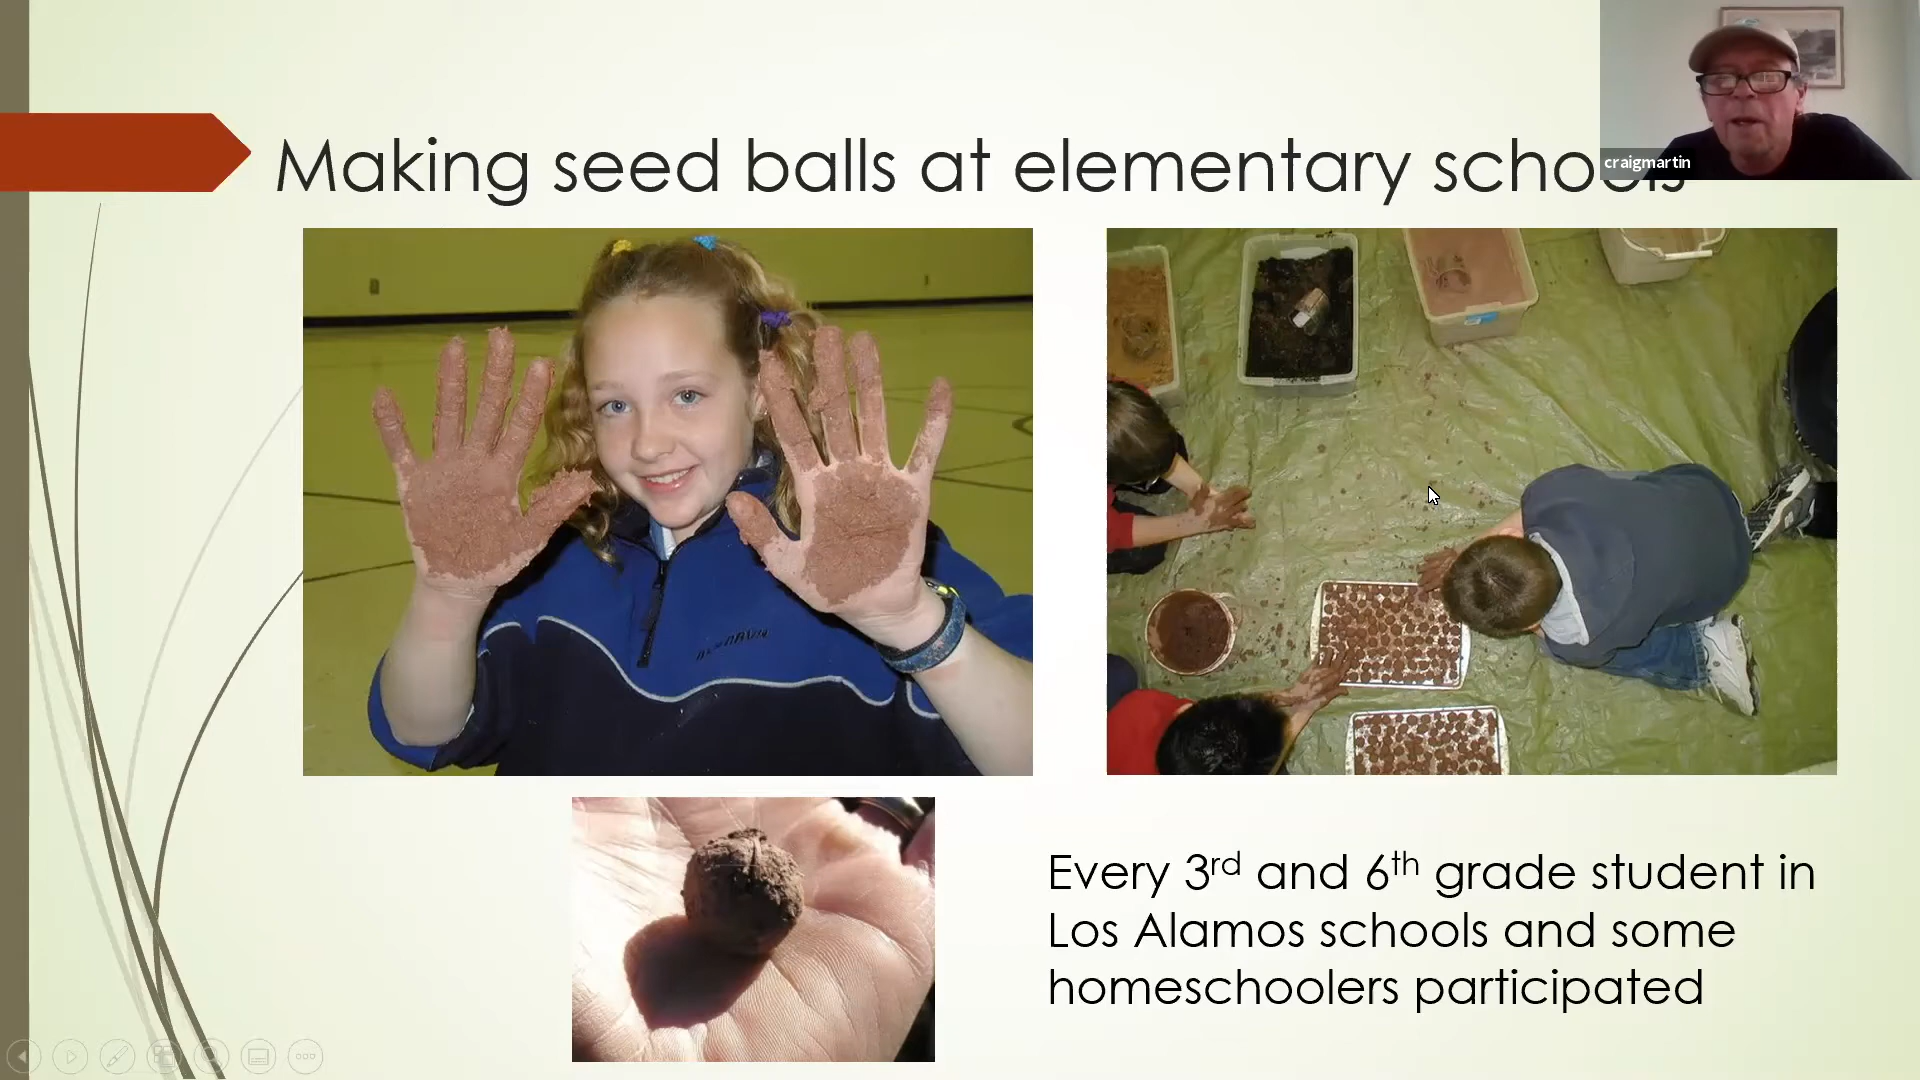 craigmartin
Making seed balls at elementary schools
Every 3rd and 6th grade student in
Los Alamos schools and some
homeschoolers participated